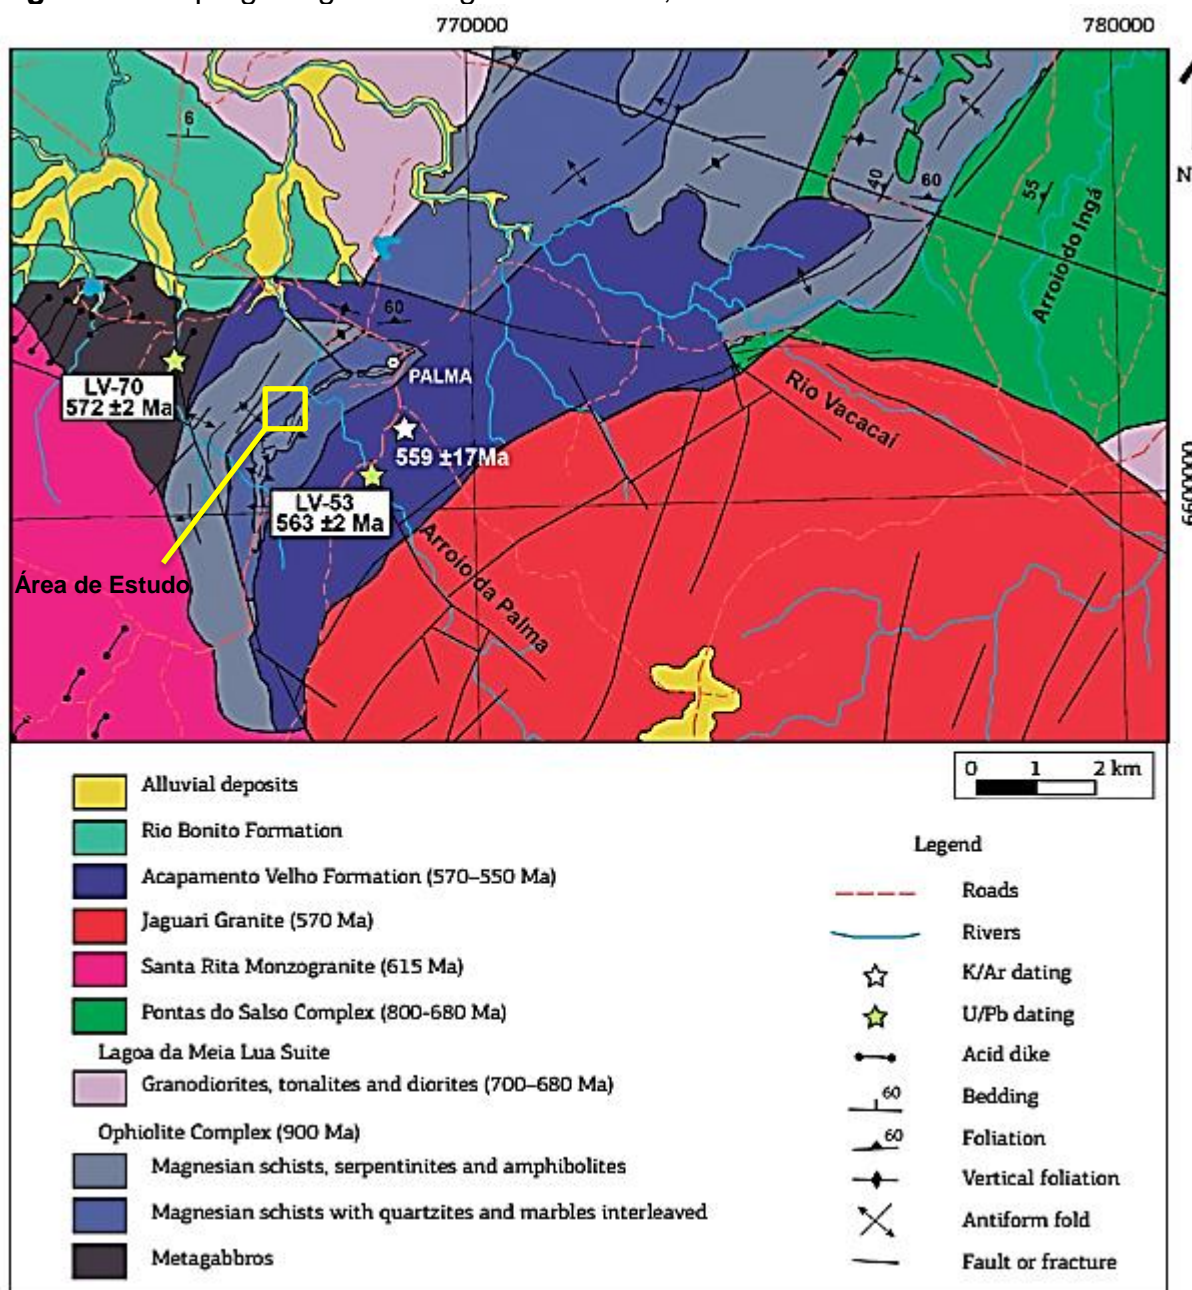 770000
780000
N
6
60
40
60
55
Arroio do Ingá
60
PALMA
LV-70
572 ±2 Ma
Rio Vacacaí
559 ±17Ma
LV-53
563 ±2 Ma
6600000
Arroio da Palma
Área de Estudo
0 1 2 km
Alluvial deposits
Rio Bonito Formation
Acapamento Velho Formation (570–550 Ma)
Jaguari Granite (570 Ma)
Santa Rita Monzogranite (615 Ma)
Pontas do Salso Complex (800-680 Ma)
Lagoa da Meia Lua Suite
Granodiorites, tonalites and diorites (700–680 Ma)
Ophiolite Complex (900 Ma)
Magnesian schists, serpentinites and amphibolites
Magnesian schists with quartzites and marbles interleaved
Metagabbros
Legend
Roads
Rivers
K/Ar dating
U/Pb dating
Acid dike
60 Bedding
60 Foliation
Vertical foliation
Antiform fold
Fault or fracture